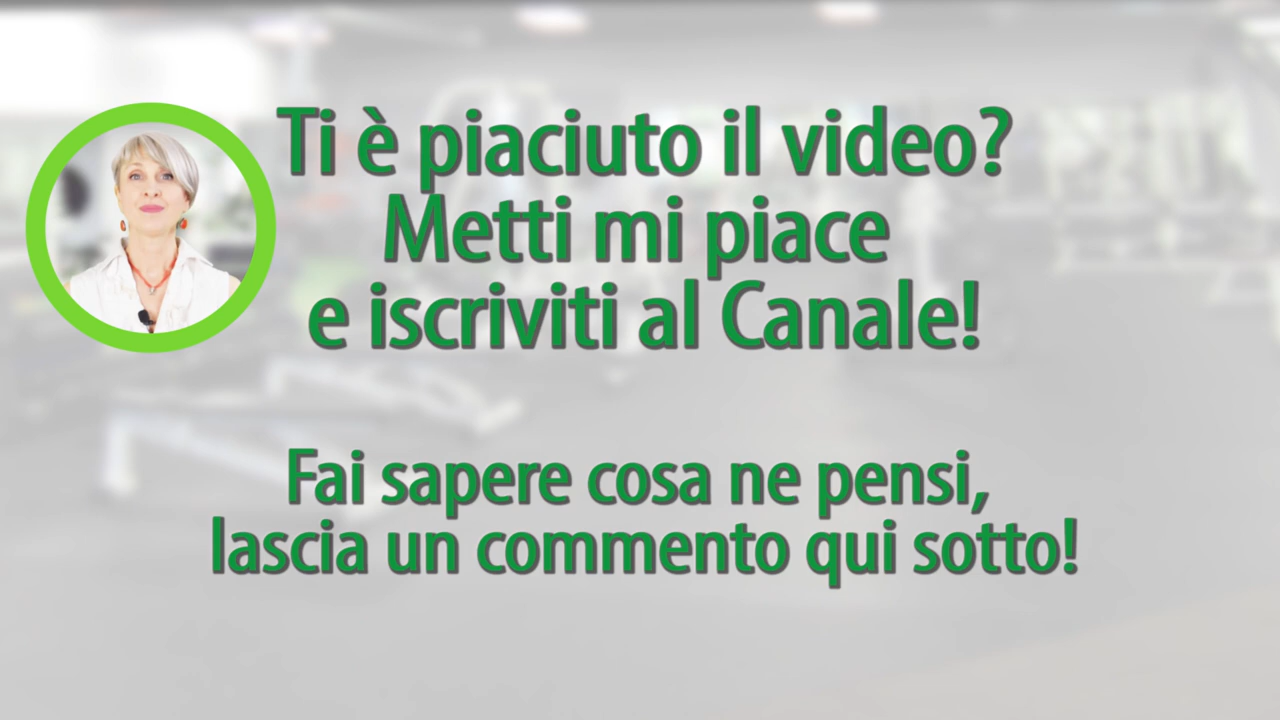 Ti è piaciuto il video?
Metti mi piace
e iscriviti al Canale!
Fai sapere cosa ne pensi,
lascia un commento qui sotto!